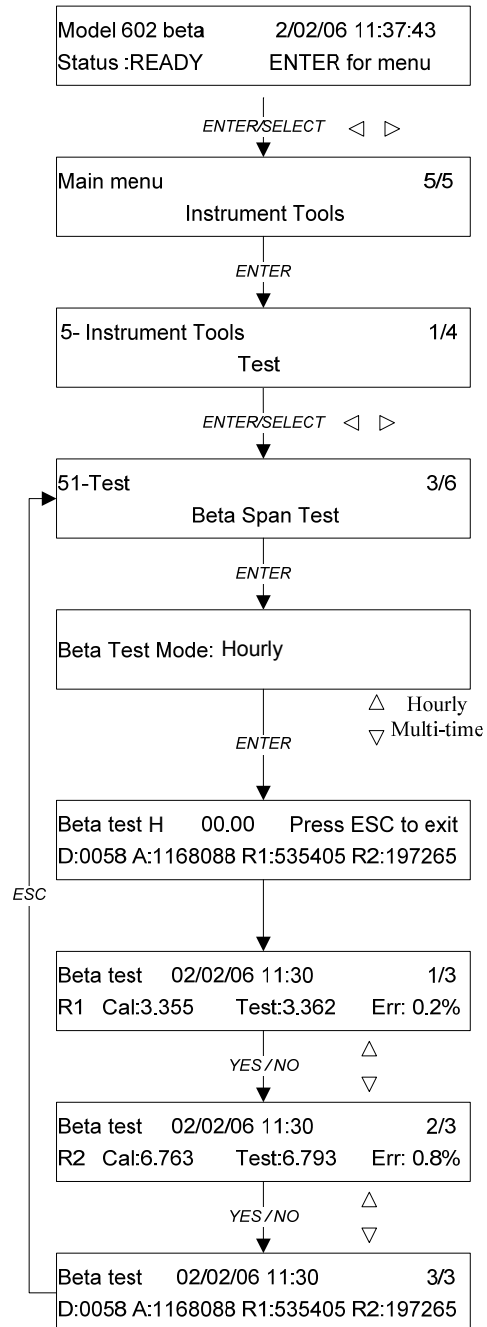 Model 602 beta 2/02/06 11:37:43
Status :READY ENTER for menu
ENTER/SELECT ◁ ▷
Main menu 5/5
Instrument Tools
ENTER
5- Instrument Tools 1/4
Test
ENTER/SELECT ◁ ▷
51-Test 3/6
Beta Span Test
ENTER
Beta Test Mode: Hourly
△ Hourly
▽ Multi-time
ENTER
Beta test H 00.00 Press ESC to exit
D:0058 A:1168088 R1:535405 R2:197265
ESC
Beta test 02/02/06 11:30 1/3
R1 Cal:3.355 Test:3.362 Err: 0.2%
YES/NO △ ▽
Beta test 02/02/06 11:30 2/3
R2 Cal:6.763 Test:6.793 Err: 0.8%
YES/NO △ ▽
Beta test 02/02/06 11:30 3/3
D:0058 A:1168088 R1:535405 R2:197265